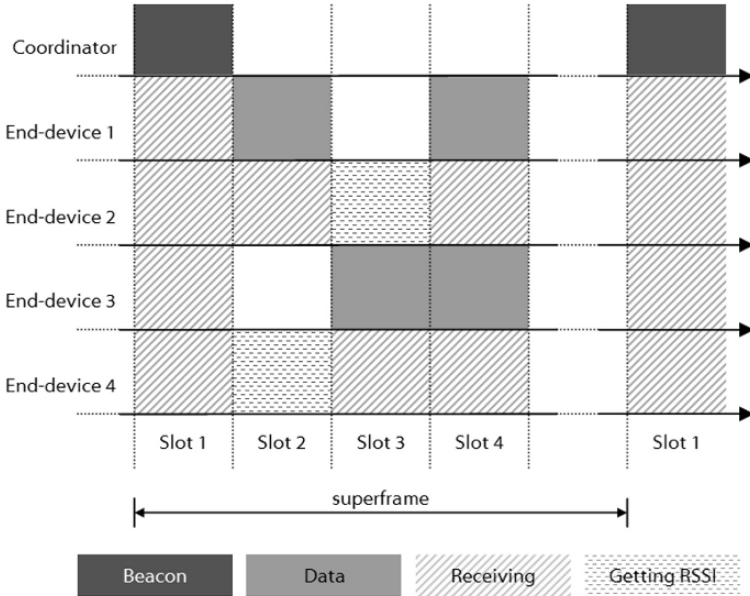 Coordinator
End-device 1
End-device 2
End-device 3
End-device 4
Slot 1 Slot 2 Slot 3 Slot 4 Slot 1
superframe
Beacon Data Receiving Getting RSSI